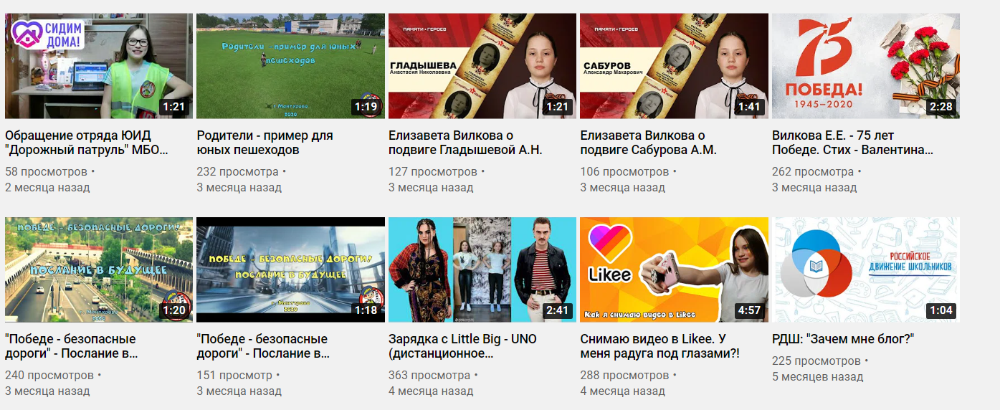 СИДИМ
ДОМА!
1:21
Родители - пример для юных
пешеходов
г. Мантурово
2020
1:19
ПАМЯТИ ГЕРОЕВ
ГЛАДЫШЕВА
Анастасия Николаевна
1:21
ПАМЯТИ ГЕРОЕВ
САБУРОВ
Александр Макарович
1:41
75
ПОБЕДА!
1945–2020
2:28
Обращение отряда ЮИД
"Дорожный патруль" МБО...
58 просмотров •
2 месяца назад
Родители - пример для
юных пешеходов
232 просмотра •
3 месяца назад
Елизавета Вилкова о
подвиге Гладышевой А.Н.
127 просмотров •
3 месяца назад
Елизавета Вилкова о
подвиге Сабурова А.М.
106 просмотров •
3 месяца назад
Вилкова Е.Е. - 75 лет
Победе. Стих - Валентина...
262 просмотра •
3 месяца назад
ПОБЕДЕ - БЕЗОПАСНЫЕ ДОРОГИ!
ПОСЛАНИЕ В БУДУЩЕЕ
г. Мантурово
2020
1:20
ПОБЕДЕ - БЕЗОПАСНЫЕ ДОРОГИ!
ПОСЛАНИЕ В БУДУЩЕЕ
г. Мантурово
2020
1:18
2:41
Likee
Как я снимаю видео в Likee
4:57
РОССИЙСКОЕ
ДВИЖЕНИЕ ШКОЛЬНИКОВ
1:04
"Победе - безопасные
дороги" - Послание в...
240 просмотров •
3 месяца назад
"Победе - безопасные
дороги" - Послание в...
151 просмотр •
3 месяца назад
Зарядка с Little Big - UNO
(дистанционное...
363 просмотра •
4 месяца назад
Снимаю видео в Likee. У
меня радуга под глазами?!
288 просмотров •
4 месяца назад
РДШ: "Зачем мне блог?"
225 просмотров •
5 месяцев назад